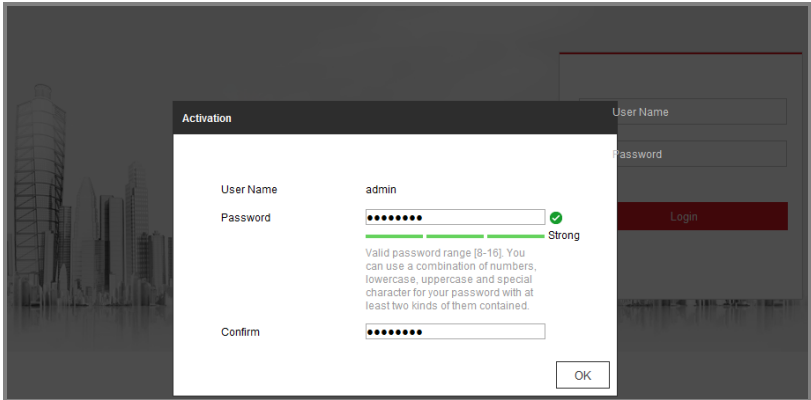 User Name
Activation
Password
User Name admin
Password ●●●●●●●●
Login
Strong
Valid password range [8-16]. You
can use a combination of numbers,
lowercase, uppercase and special
character for your password with at
least two kinds of them contained.
Confirm ●●●●●●●●
OK